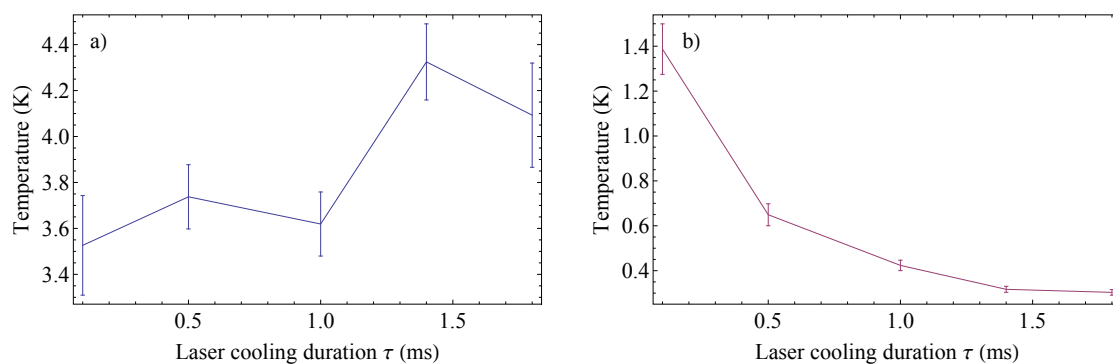 a)
Temperature (K)
4.4
4.2
4.0
3.8
3.6
3.4
0.5 1.0 1.5
Laser cooling duration τ (ms)
b)
Temperature (K)
1.4
1.2
1.0
0.8
0.6
0.4
0.5 1.0 1.5
Laser cooling duration τ (ms)